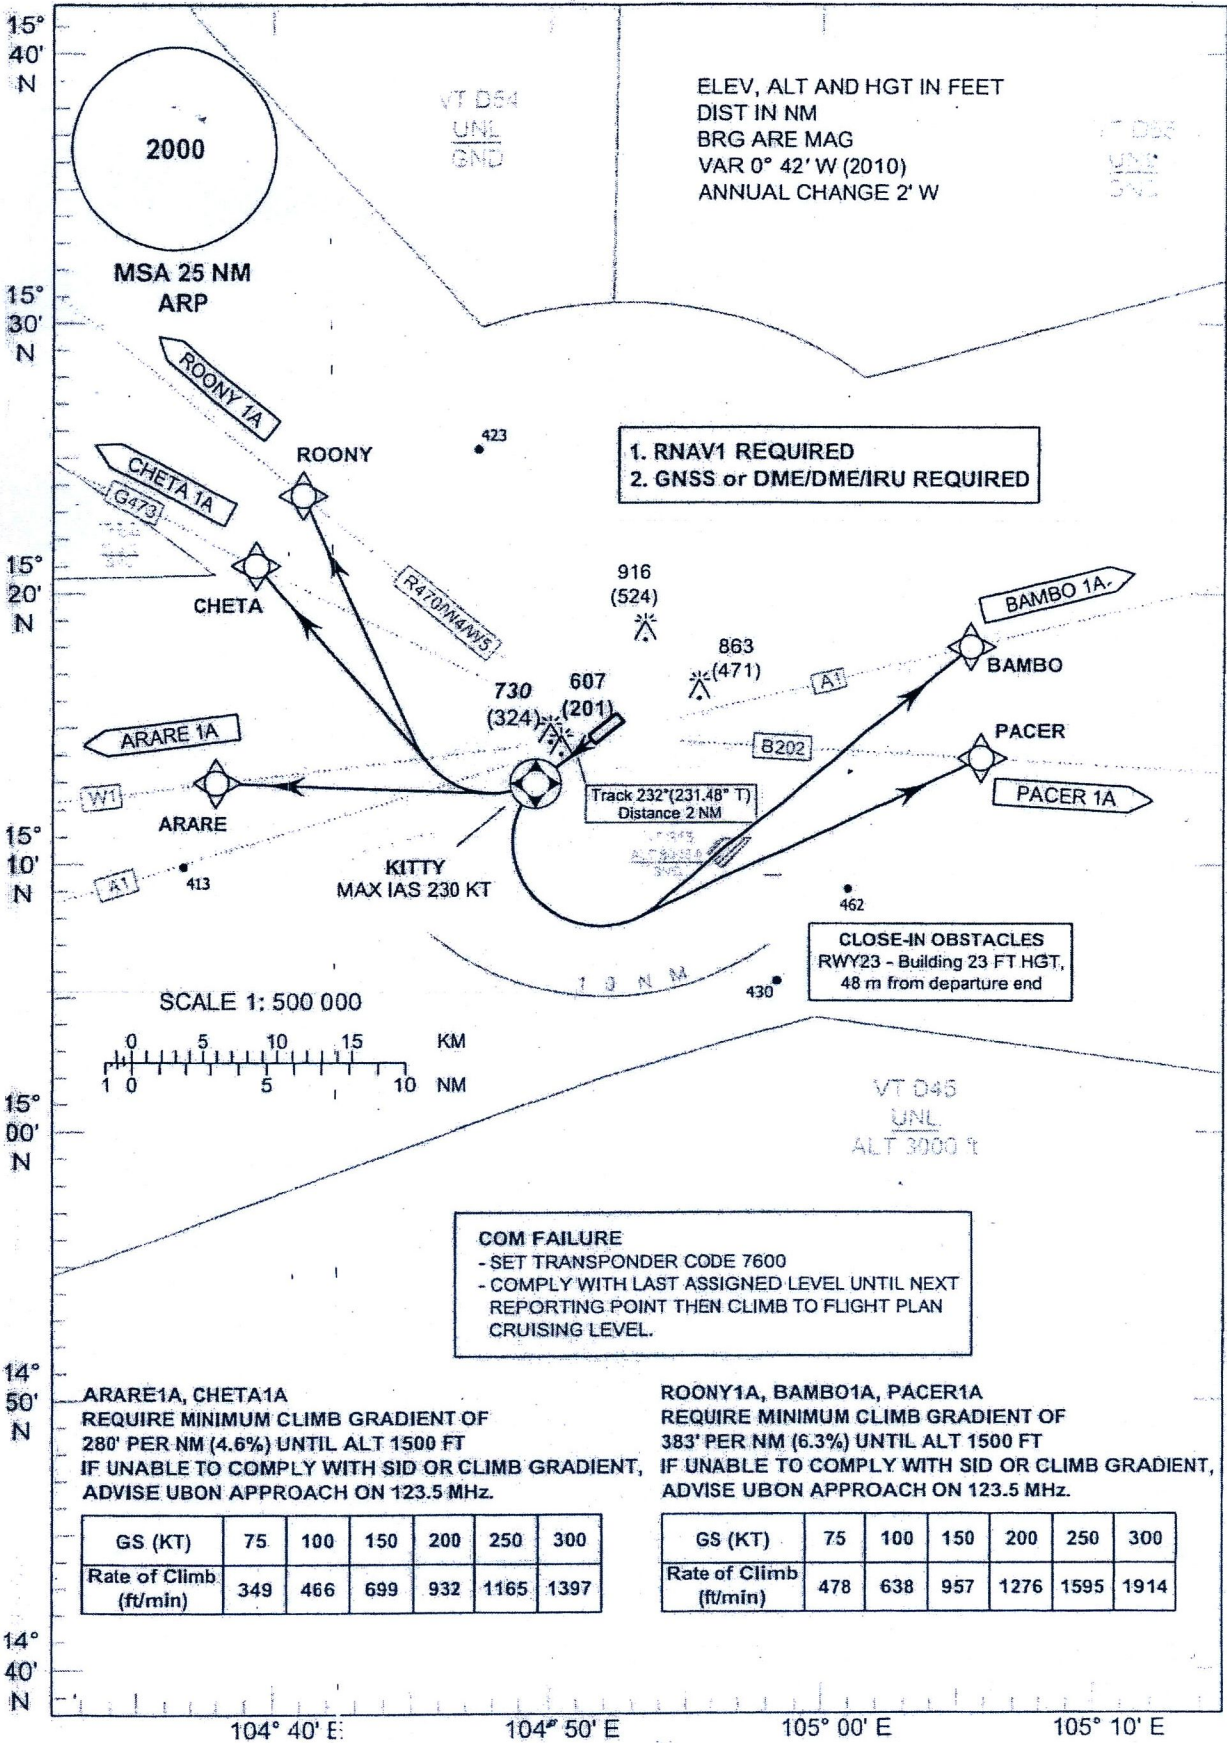 15°
40'
N
2000
MSA 25 NM
ARP
VT D54
UNL
GND
ELEV, ALT AND HGT IN FEET
DIST IN NM
BRG ARE MAG
VAR 0° 42' W (2010)
ANNUAL CHANGE 2' W
15°
30'
N
ROONY 1A
CHETA 1A
G473
ROONY
423
1. RNAV1 REQUIRED
2. GNSS or DME/DME/IRU REQUIRED
15°
20'
N
CHETA
R470/W4/W5
916
(524)
863
(471)
BAMBO 1A
BAMBO
A1
730
(324)
607
(201)
ARARE 1A
W1
ARARE
B202
PACER
PACER 1A
Track 232°(231.48° T)
Distance 2 NM
15°
10'
N
A1
413
KITTY
MAX IAS 230 KT
462
CLOSE-IN OBSTACLES
RWY23 - Building 23 FT HGT,
48 m from departure end
N M
430
SCALE 1: 500 000
0 5 10 15 KM
1 0 5 10 NM
15°
00'
N
VT D45
UNL
ALT 3000 ft
COM FAILURE
- SET TRANSPONDER CODE 7600
- COMPLY WITH LAST ASSIGNED LEVEL UNTIL NEXT
REPORTING POINT THEN CLIMB TO FLIGHT PLAN
CRUISING LEVEL.
14°
50'
N
ARARE1A, CHETA1A
REQUIRE MINIMUM CLIMB GRADIENT OF
280' PER NM (4.6%) UNTIL ALT 1500 FT
IF UNABLE TO COMPLY WITH SID OR CLIMB GRADIENT,
ADVISE UBON APPROACH ON 123.5 MHz.
GS (KT) 75 100 150 200 250 300
Rate of Climb
(ft/min) 349 466 699 932 1165 1397
ROONY1A, BAMBO1A, PACER1A
REQUIRE MINIMUM CLIMB GRADIENT OF
383' PER NM (6.3%) UNTIL ALT 1500 FT
IF UNABLE TO COMPLY WITH SID OR CLIMB GRADIENT,
ADVISE UBON APPROACH ON 123.5 MHz.
GS (KT) 75 100 150 200 250 300
Rate of Climb
(ft/min) 478 638 957 1276 1595 1914
14°
40'
N
104° 40' E
104° 50' E
105° 00' E
105° 10' E